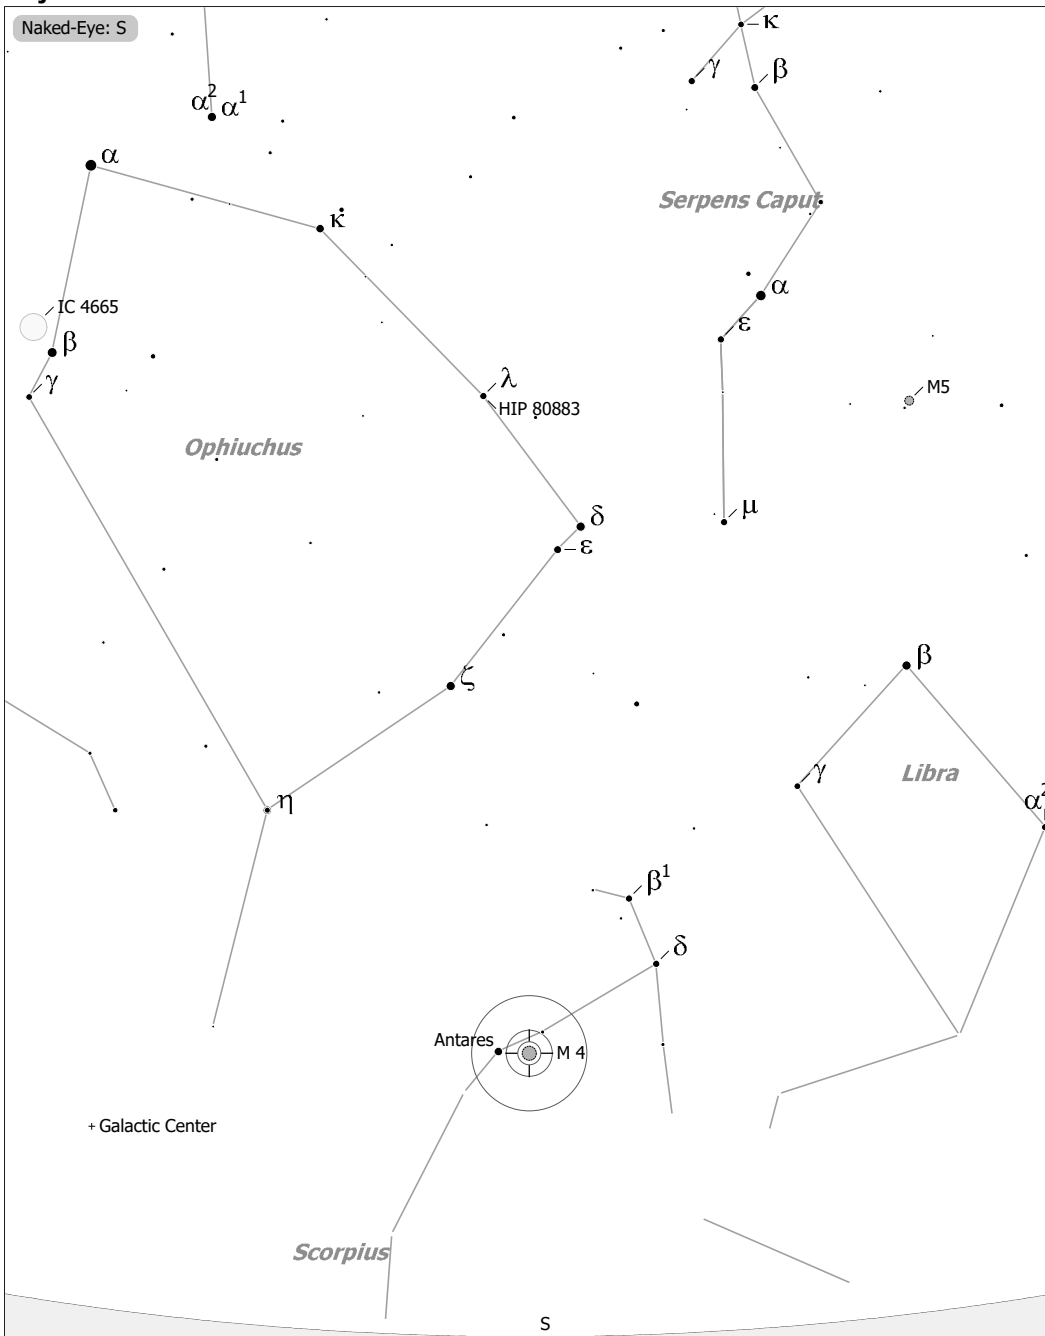 Naked-Eye: S
κ
γ
β
α² α¹
α
Serpens Caput
κ
α
IC 4665
ε
β
γ
λ
M5
HIP 80883
Ophiuchus
μ
δ
ε
β
ζ
γ
Libra
η
α²
β¹
δ
Antares
M 4
+ Galactic Center
Scorpius
S